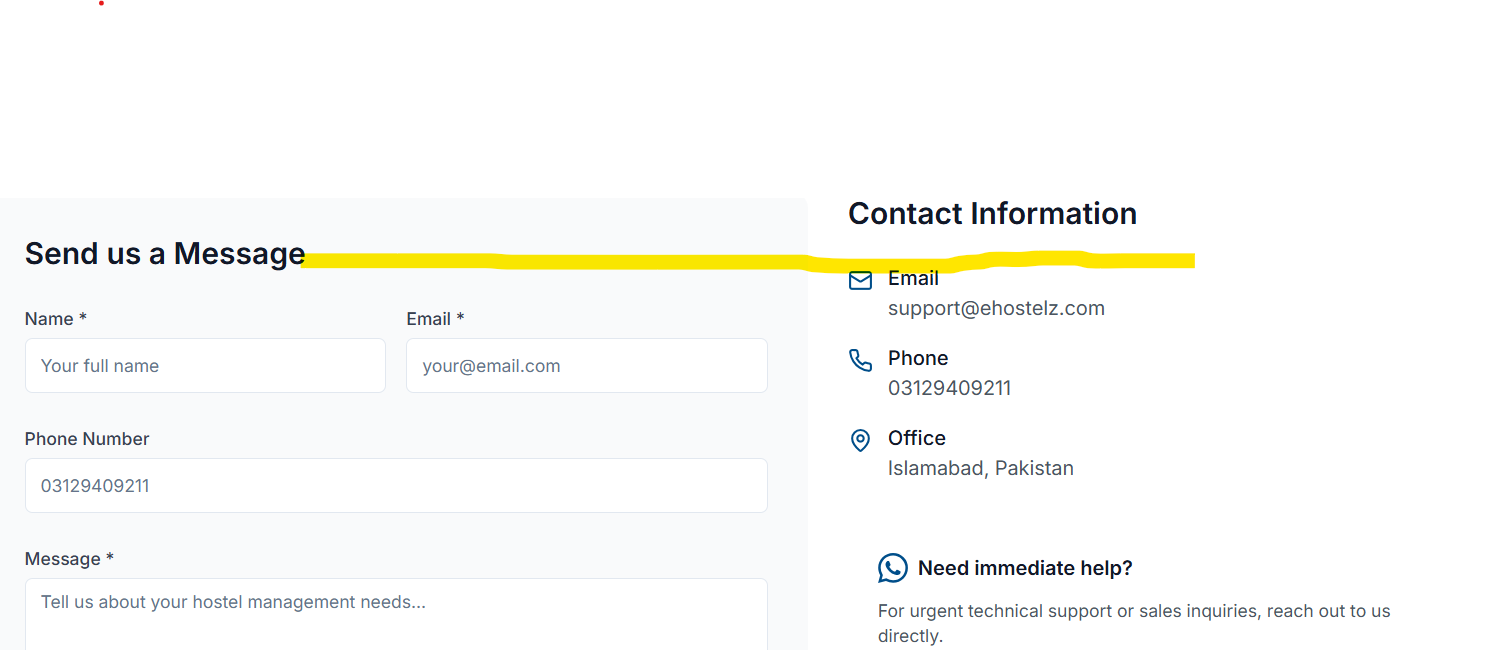 Send us a Message
Name *
Email *
Your full name
your@email.com
Phone Number
03129409211
Message *
Tell us about your hostel management needs...
Contact Information
Email
support@ehostelz.com
Phone
03129409211
Office
Islamabad, Pakistan
Need immediate help?
For urgent technical support or sales inquiries, reach out to us
directly.